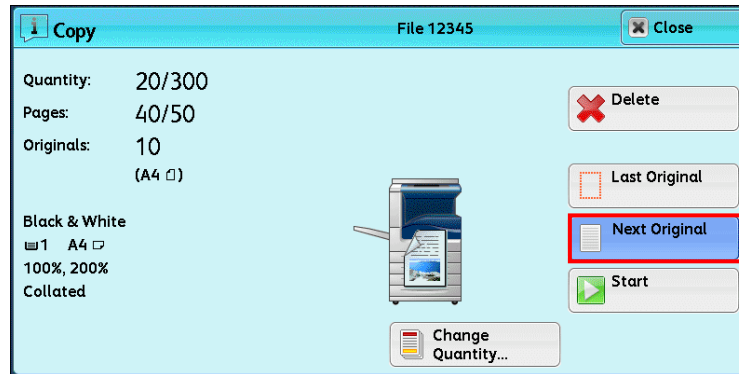 Copy
File 12345
Close
Quantity: 20/300
Pages: 40/50
Originals: 10
(A4)
Delete
Last Original
Next Original
Start
Black & White
1 A4
100%, 200%
Collated
Change
Quantity...